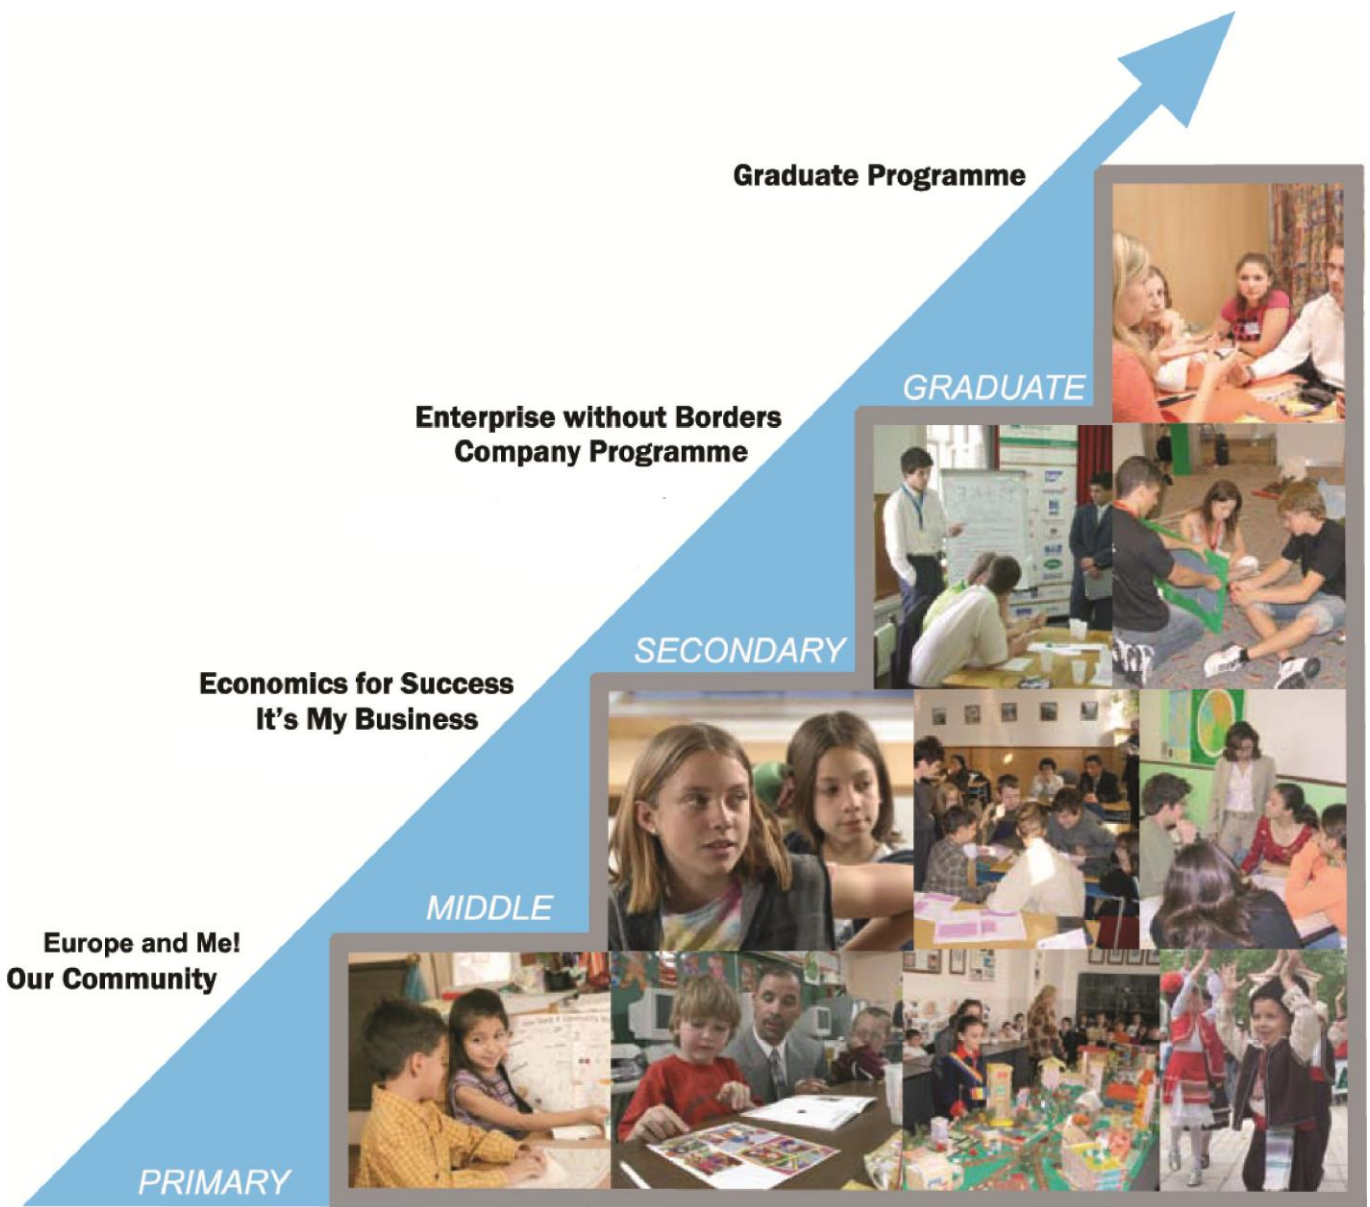 Graduate Programme
GRADUATE
Enterprise without Borders
Company Programme
SECONDARY
Economics for Success
It's My Business
MIDDLE
Europe and Me!
Our Community
PRIMARY